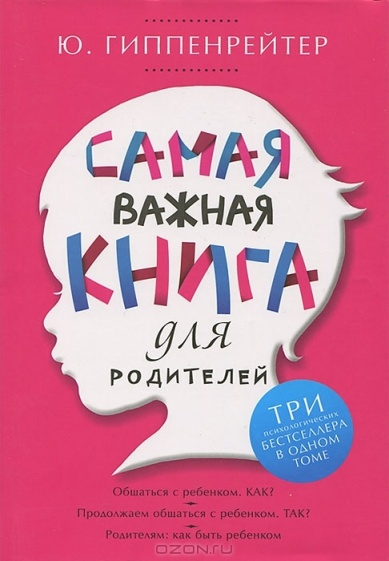 Ю. ГИППЕНРЕЙТЕР
САМАЯ
ВАЖНАЯ
КНИГА
для
РОДИТЕЛЕЙ
ТРИ
психологических
БЕСТСЕЛЛЕРА
В ОДНОМ
ТОМЕ
Общаться с ребенком. КАК?
Продолжаем общаться с ребенком. ТАК?
Родителям: как быть ребенком
OZON.ru